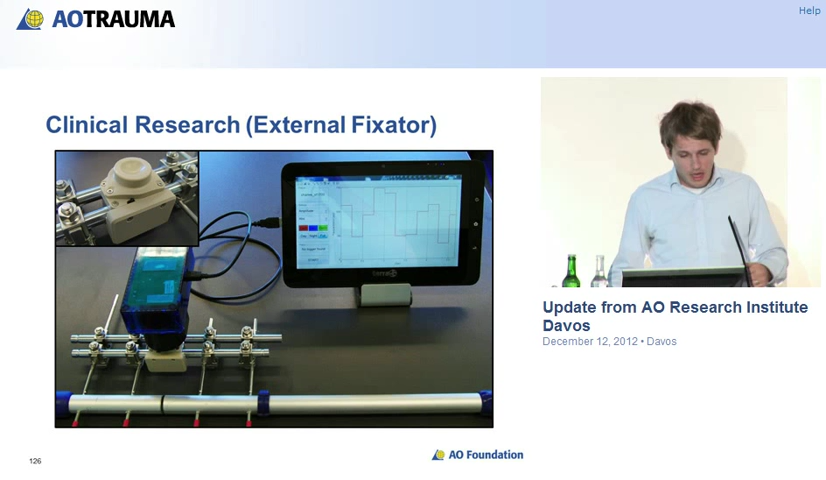 Help
AOTRAUMA
Clinical Research (External Fixator)
Update from AO Research Institute
Davos
December 12, 2012 • Davos
AO Foundation
126